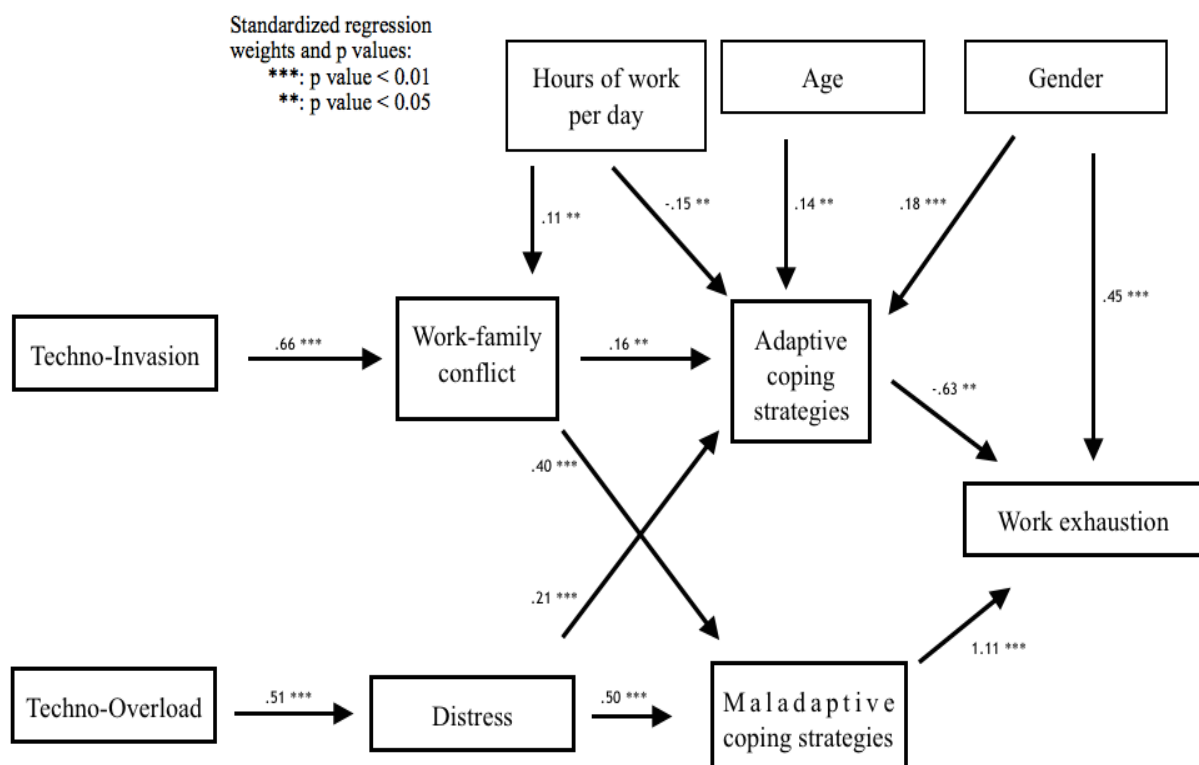 Standardized regression
weights and p values:
***: p value < 0.01
**: p value < 0.05
Hours of work
per day
Age
Gender
.11 **
-.15 **
.14 **
.18 ***
.45 ***
Techno-Invasion
.66 ***
Work-family
conflict
.16 **
Adaptive
coping
strategies
-.63 **
.40 ***
Work exhaustion
.21 ***
1.11 ***
Techno-Overload
.51 ***
Distress
.50 ***
Maladaptive
coping strategies